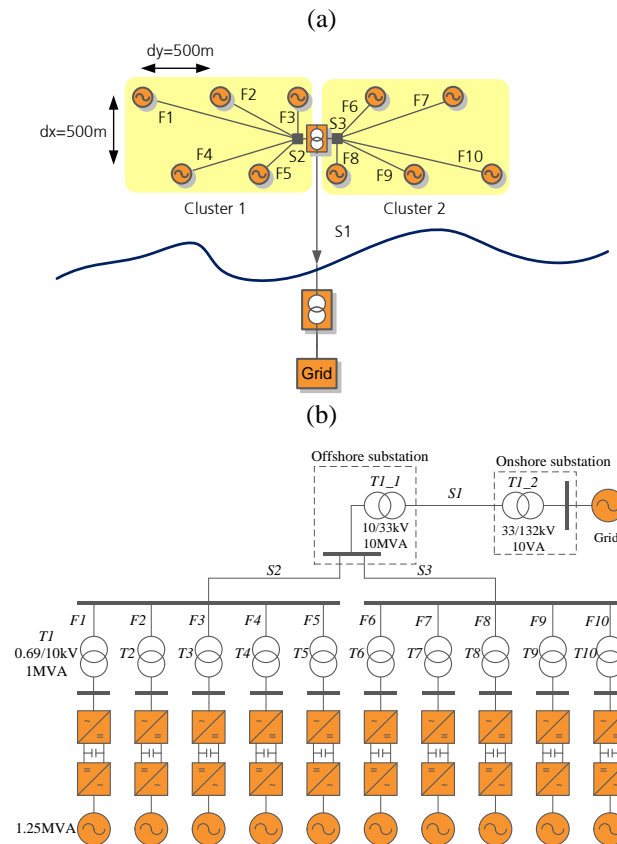 (a)
dy=500m
dx=500m
F1
F2
F3
F4
F5
S2
S3
F6
F7
F8
F9
F10
Cluster 1
Cluster 2
S1
Grid
(b)
Offshore substation
Onshore substation
T1_1
S1
T1_2
10/33kV
10MVA
33/132kV
10VA
Grid
S2
S3
F1 F2 F3 F4 F5 F6 F7 F8 F9 F10
T1
0.69/10kV
1MVA
T2 T3 T4 T5 T6 T7 T8 T9 T10
1.25MVA